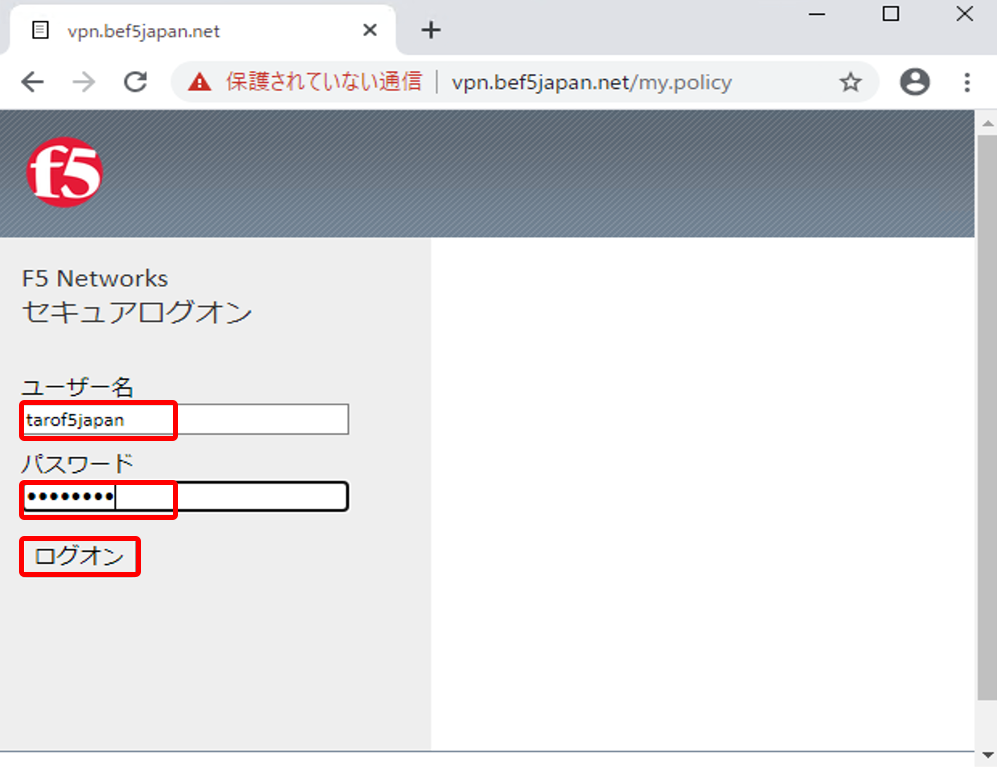 vpn.bef5japan.net
保護されていない通信 vpn.bef5japan.net/my.policy
f5
F5 Networks
セキュアログオン
ユーザー名
tarof5japan
パスワード
••••••••
ログオン